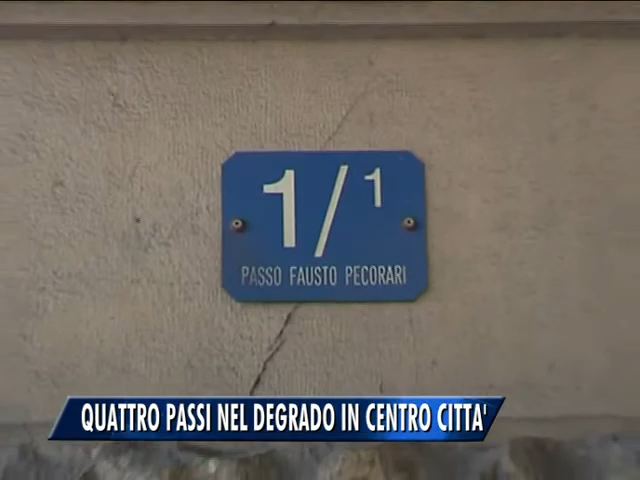 1/1
PASSO FAUSTO PECORARI
QUATTRO PASSI NEL DEGRADO IN CENTRO CITTA'